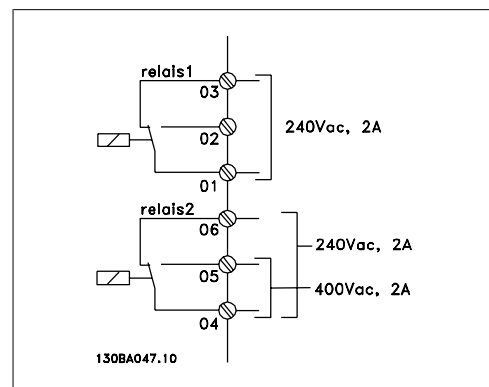 relais1
03
02
240Vac, 2A
01
relais2
06
240Vac, 2A
05
400Vac, 2A
04
130BA047.10